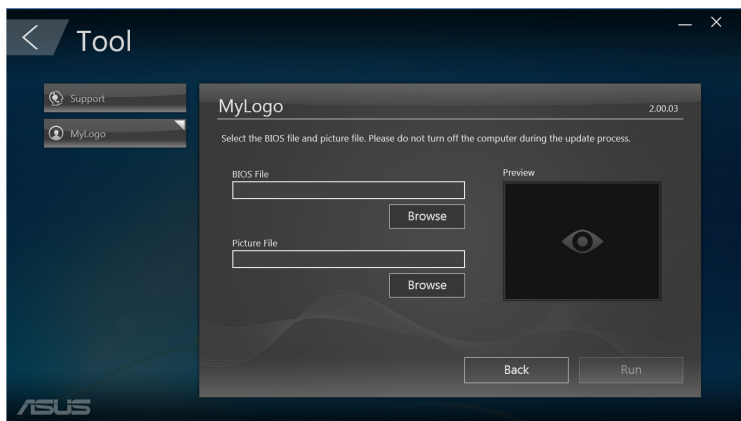 Tool
Support
MyLogo
MyLogo
2.00.03
Select the BIOS file and picture file. Please do not turn off the computer during the update process.
BIOS File
Preview
Browse
Picture File
Browse
Back
Run
ASUS